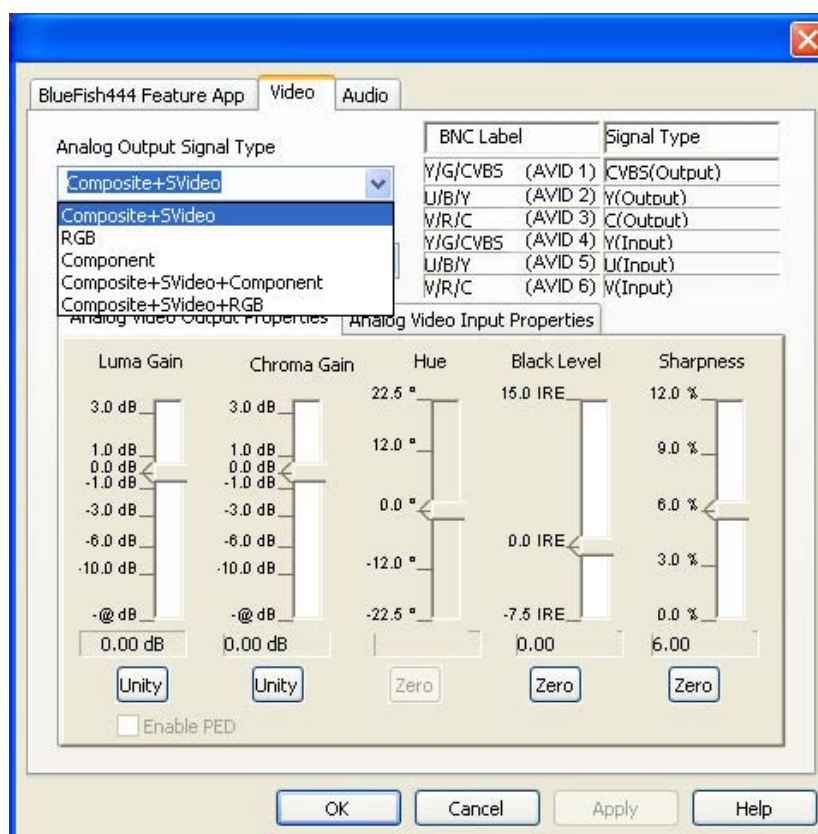 BlueFish444 Feature App Video Audio
Analog Output Signal Type
BNC Label Signal Type
Composite+SVideo
Y/G/CVBS (AVID 1) CVBS(Output)
U/B/Y (AVID 2) Y(Output)
V/R/C (AVID 3) C(Output)
Y/G/CVBS (AVID 4) Y(Input)
U/B/Y (AVID 5) U(Input)
V/R/C (AVID 6) V(Input)
Composite+SVideo
RGB
Component
Composite+SVideo+Component
Composite+SVideo+RGB
Analog Video Output Properties Analog Video Input Properties
Luma Gain Chroma Gain Hue Black Level Sharpness
3.0 dB 3.0 dB 22.5 ° 15.0 IRE 12.0 %
1.0 dB 1.0 dB 12.0 ° 9.0 %
0.0 dB 0.0 dB
-1.0 dB -1.0 dB
-3.0 dB -3.0 dB 0.0 ° 6.0 %
-6.0 dB -6.0 dB 0.0 IRE
-10.0 dB -10.0 dB -12.0 ° 3.0 %
-@ dB -@ dB -22.5 ° -7.5 IRE 0.0 %
0.00 dB 0.00 dB 0.00 6.00
Unity Unity Zero Zero Zero
Enable PED
OK Cancel Apply Help